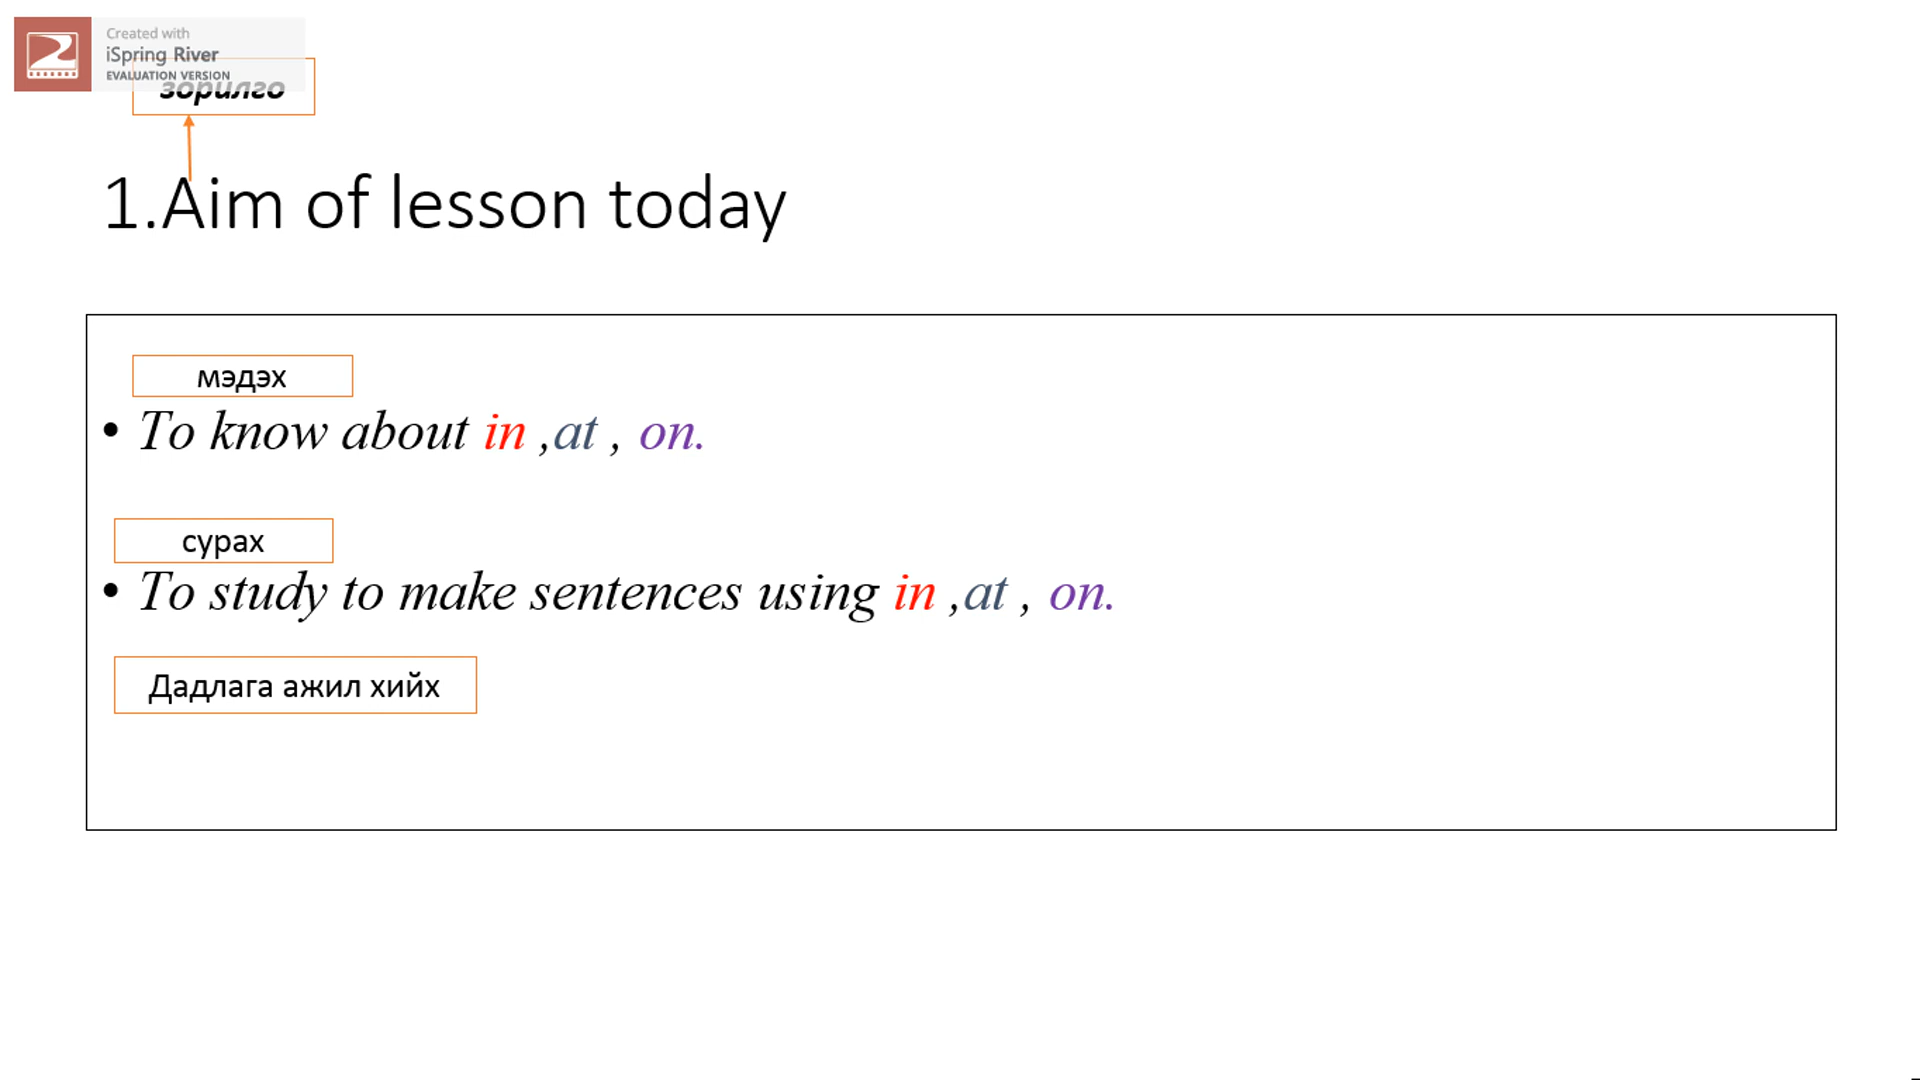 Created with
iSpring River
EVALUATION VERSION
зорилго
1.Aim of lesson today
мэдэх
• To know about in ,at , on.
сурах
• To study to make sentences using in ,at , on.
Дадлага ажил хийх